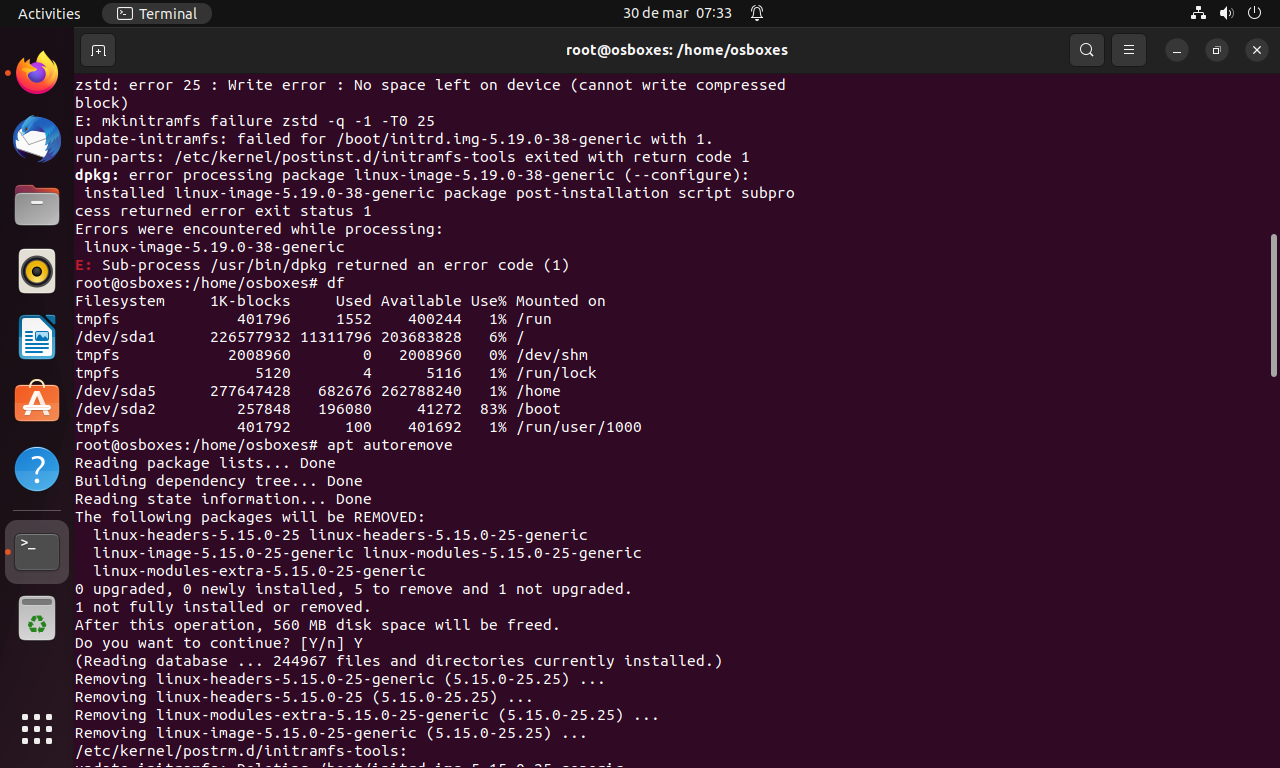 Activities
Terminal
30 de mar 07:33
root@osboxes: /home/osboxes
zstd: error 25 : Write error : No space left on device (cannot write compressed
block)
E: mkinitramfs failure zstd -q -1 -T0 25
update-initramfs: failed for /boot/initrd.img-5.19.0-38-generic with 1.
run-parts: /etc/kernel/postinst.d/initramfs-tools exited with return code 1
dpkg: error processing package linux-image-5.19.0-38-generic (--configure):
 installed linux-image-5.19.0-38-generic package post-installation script subpro
cess returned error exit status 1
Errors were encountered while processing:
 linux-image-5.19.0-38-generic
E: Sub-process /usr/bin/dpkg returned an error code (1)
root@osboxes:/home/osboxes# df
Filesystem     1K-blocks     Used Available Use% Mounted on
tmpfs             401796     1552    400244   1% /run
/dev/sda1      226577932 11311796 203683828   6% /
tmpfs            2008960        0   2008960   0% /dev/shm
tmpfs               5120        4      5116   1% /run/lock
/dev/sda5      277647428   682676 262788240   1% /home
/dev/sda2         257848   196080     41272  83% /boot
tmpfs             401792      100    401692   1% /run/user/1000
root@osboxes:/home/osboxes# apt autoremove
Reading package lists... Done
Building dependency tree... Done
Reading state information... Done
The following packages will be REMOVED:
  linux-headers-5.15.0-25 linux-headers-5.15.0-25-generic
  linux-image-5.15.0-25-generic linux-modules-5.15.0-25-generic
  linux-modules-extra-5.15.0-25-generic
0 upgraded, 0 newly installed, 5 to remove and 1 not upgraded.
1 not fully installed or removed.
After this operation, 560 MB disk space will be freed.
Do you want to continue? [Y/n] Y
(Reading database ... 244967 files and directories currently installed.)
Removing linux-headers-5.15.0-25-generic (5.15.0-25.25) ...
Removing linux-headers-5.15.0-25 (5.15.0-25.25) ...
Removing linux-modules-extra-5.15.0-25-generic (5.15.0-25.25) ...
Removing linux-image-5.15.0-25-generic (5.15.0-25.25) ...
/etc/kernel/postrm.d/initramfs-tools:
update-initramfs: Deleting /boot/initrd.img-5.15.0-25-generic